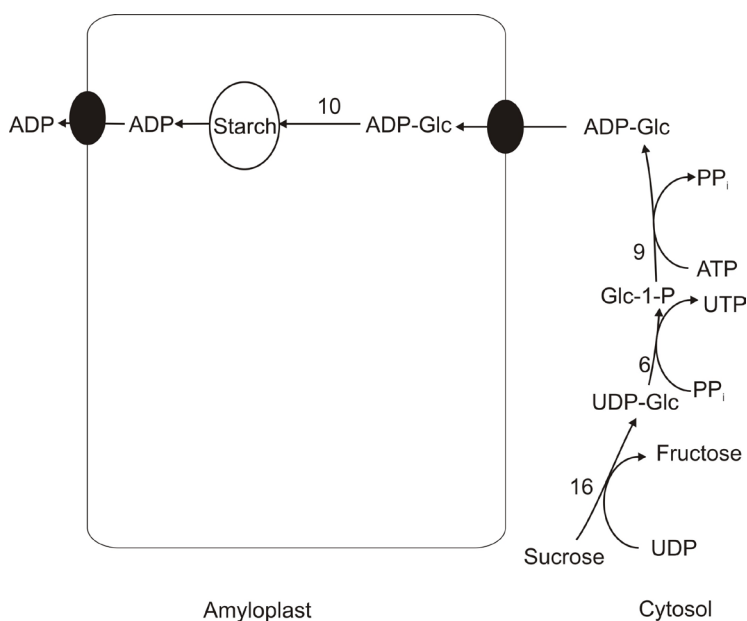 10
ADP
ADP
Starch
ADP-Glc
ADP-Glc
PPi
9
ATP
Glc-1-P
UTP
6
PPi
UDP-Glc
Fructose
16
UDP
Sucrose
Amyloplast
Cytosol